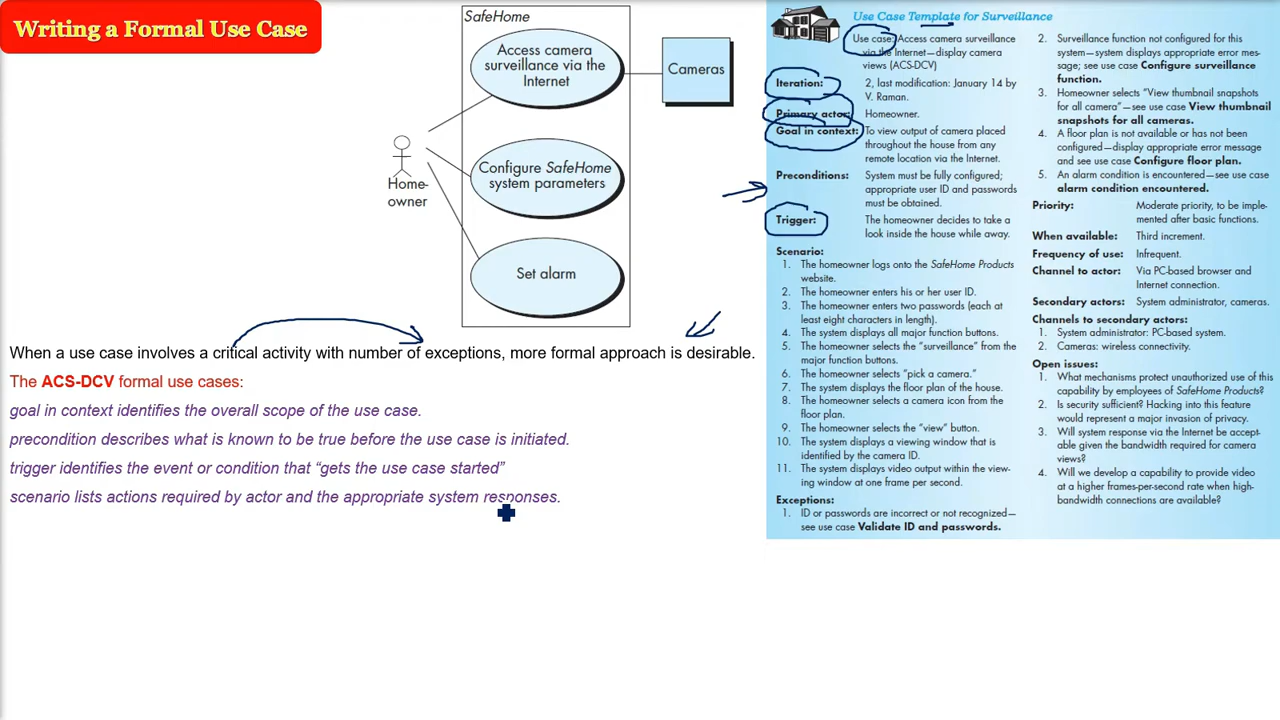 Writing a Formal Use Case
SafeHome
Access camera
surveillance via the
Internet
Cameras
Configure SafeHome
system parameters
Set alarm
Home-
owner
When a use case involves a critical activity with number of exceptions, more formal approach is desirable.
The ACS-DCV formal use cases:
goal in context identifies the overall scope of the use case.
precondition describes what is known to be true before the use case is initiated.
trigger identifies the event or condition that “gets the use case started”
scenario lists actions required by actor and the appropriate system responses.
Use Case Template for Surveillance
Use case: Access camera surveillance
via the Internet—display camera
views (ACS-DCV)
Iteration: 2, last modification: January 14 by
V. Raman.
Primary actor: Homeowner.
Goal in context: To view output of camera placed
throughout the house from any
remote location via the Internet.
Preconditions: System must be fully configured;
appropriate user ID and passwords
must be obtained.
Trigger: The homeowner decides to take a
look inside the house while away.
Scenario:
1. The homeowner logs onto the SafeHome Products
website.
2. The homeowner enters his or her user ID.
3. The homeowner enters two passwords (each at
least eight characters in length).
4. The system displays all major function buttons.
5. The homeowner selects the “surveillance” from the
major function buttons.
6. The homeowner selects “pick a camera.”
7. The system displays the floor plan of the house.
8. The homeowner selects a camera icon from the
floor plan.
9. The homeowner selects the “view” button.
10. The system displays a viewing window that is
identified by the camera ID.
11. The system displays video output within the view-
ing window at one frame per second.
Exceptions:
1. ID or passwords are incorrect or not recognized—
see use case Validate ID and passwords.
2. Surveillance function not configured for this
system—system displays appropriate error mes-
sage; see use case Configure surveillance
function.
3. Homeowner selects “View thumbnail snapshots
for all camera”—see use case View thumbnail
snapshots for all cameras.
4. A floor plan is not available or has not been
configured—display appropriate error message
and see use case Configure floor plan.
5. An alarm condition is encountered—see use case
alarm condition encountered.
Priority: Moderate priority, to be imple-
mented after basic functions.
When available: Third increment.
Frequency of use: Infrequent.
Channel to actor: Via PC-based browser and
Internet connection.
Secondary actors: System administrator, cameras.
Channels to secondary actors:
1. System administrator: PC-based system.
2. Cameras: wireless connectivity.
Open issues:
1. What mechanisms protect unauthorized use of this
capability by employees of SafeHome Products?
2. Is security sufficient? Hacking into this feature
would represent a major invasion of privacy.
3. Will system response via the Internet be accept-
able given the bandwidth required for camera
views?
4. Will we develop a capability to provide video
at a higher frames-per-second rate when high-
bandwidth connections are available?